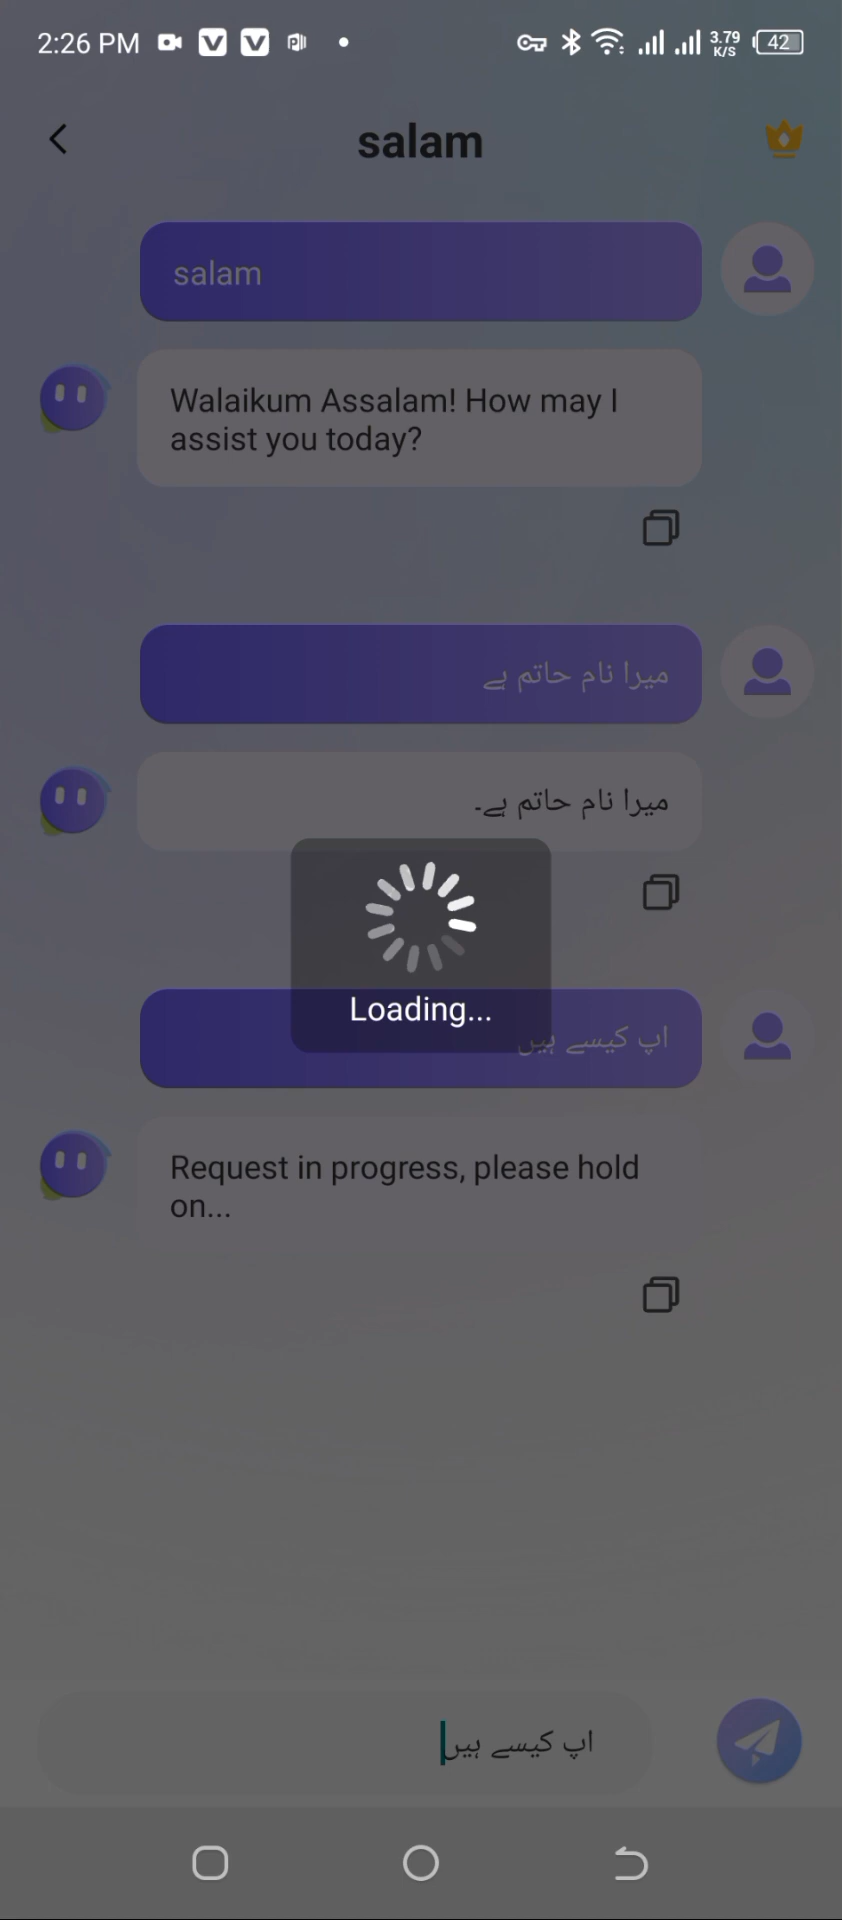 2:26 PM
3.79
K/S
42
salam
salam
Walaikum Assalam! How may I
assist you today?
میرا نام حاتم ہے
میرا نام حاتم ہے۔
Loading...
اپ کیسے ہیں
Request in progress, please hold
on...
اپ کیسے ہیں